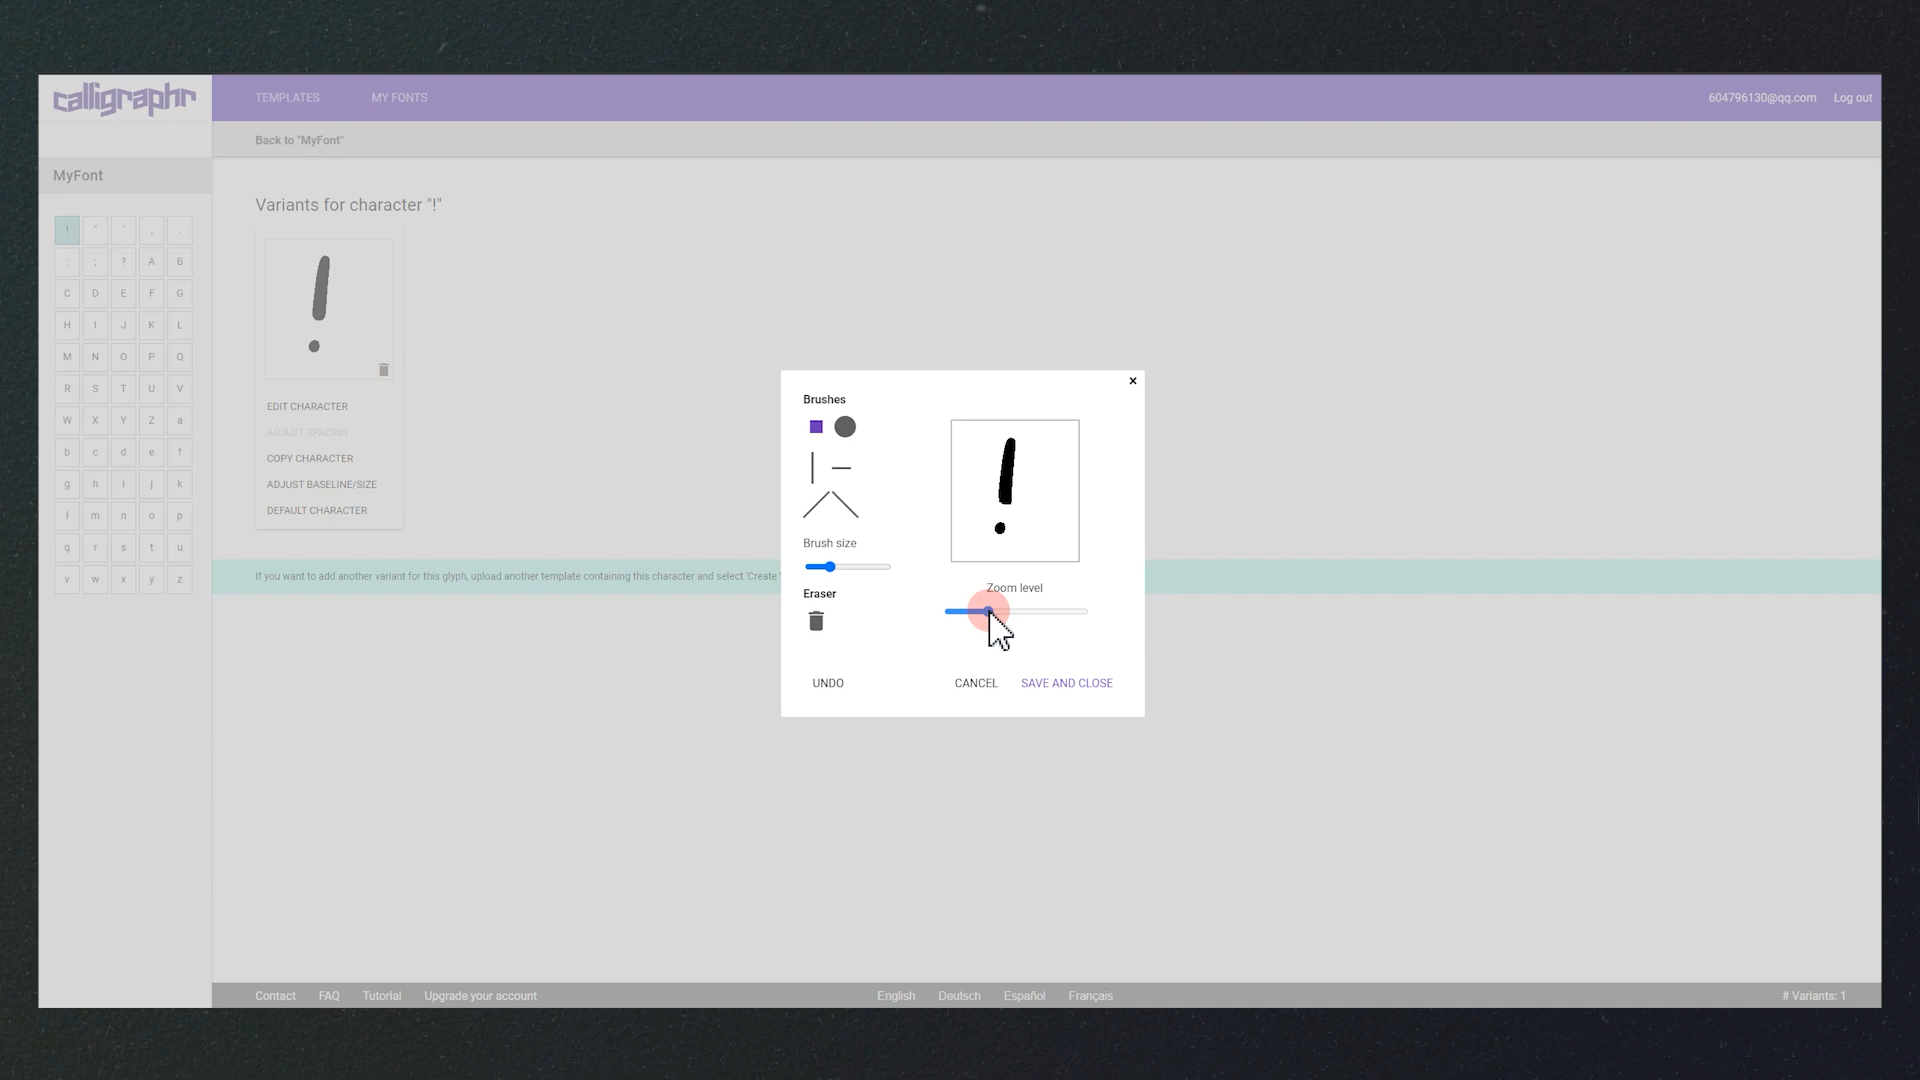 calligraphr
TEMPLATES MY FONTS
604796130@qq.com Log out
Back to "MyFont"
MyFont
Variants for character "!"
! " ' , .
: ; ? A B
C D E F G
H I J K L
M N O P Q
R S T U V
W X Y Z a
b c d e f
g h i j k
l m n o p
q r s t u
v w x y z
!
EDIT CHARACTER
ADJUST SPACING
COPY CHARACTER
ADJUST BASELINE/SIZE
DEFAULT CHARACTER
If you want to add another variant for this glyph, upload another template containing this character and select 'Create
×
Brushes
!
Brush size
Eraser
Zoom level
UNDO CANCEL SAVE AND CLOSE
Contact FAQ Tutorial Upgrade your account English Deutsch Español Français # Variants: 1